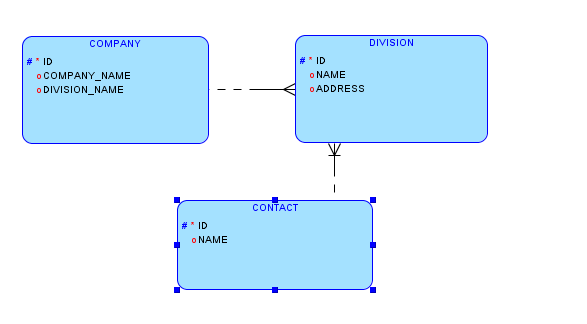 COMPANY
# * ID
o COMPANY_NAME
o DIVISION_NAME
DIVISION
# * ID
o NAME
o ADDRESS
CONTACT
# * ID
o NAME